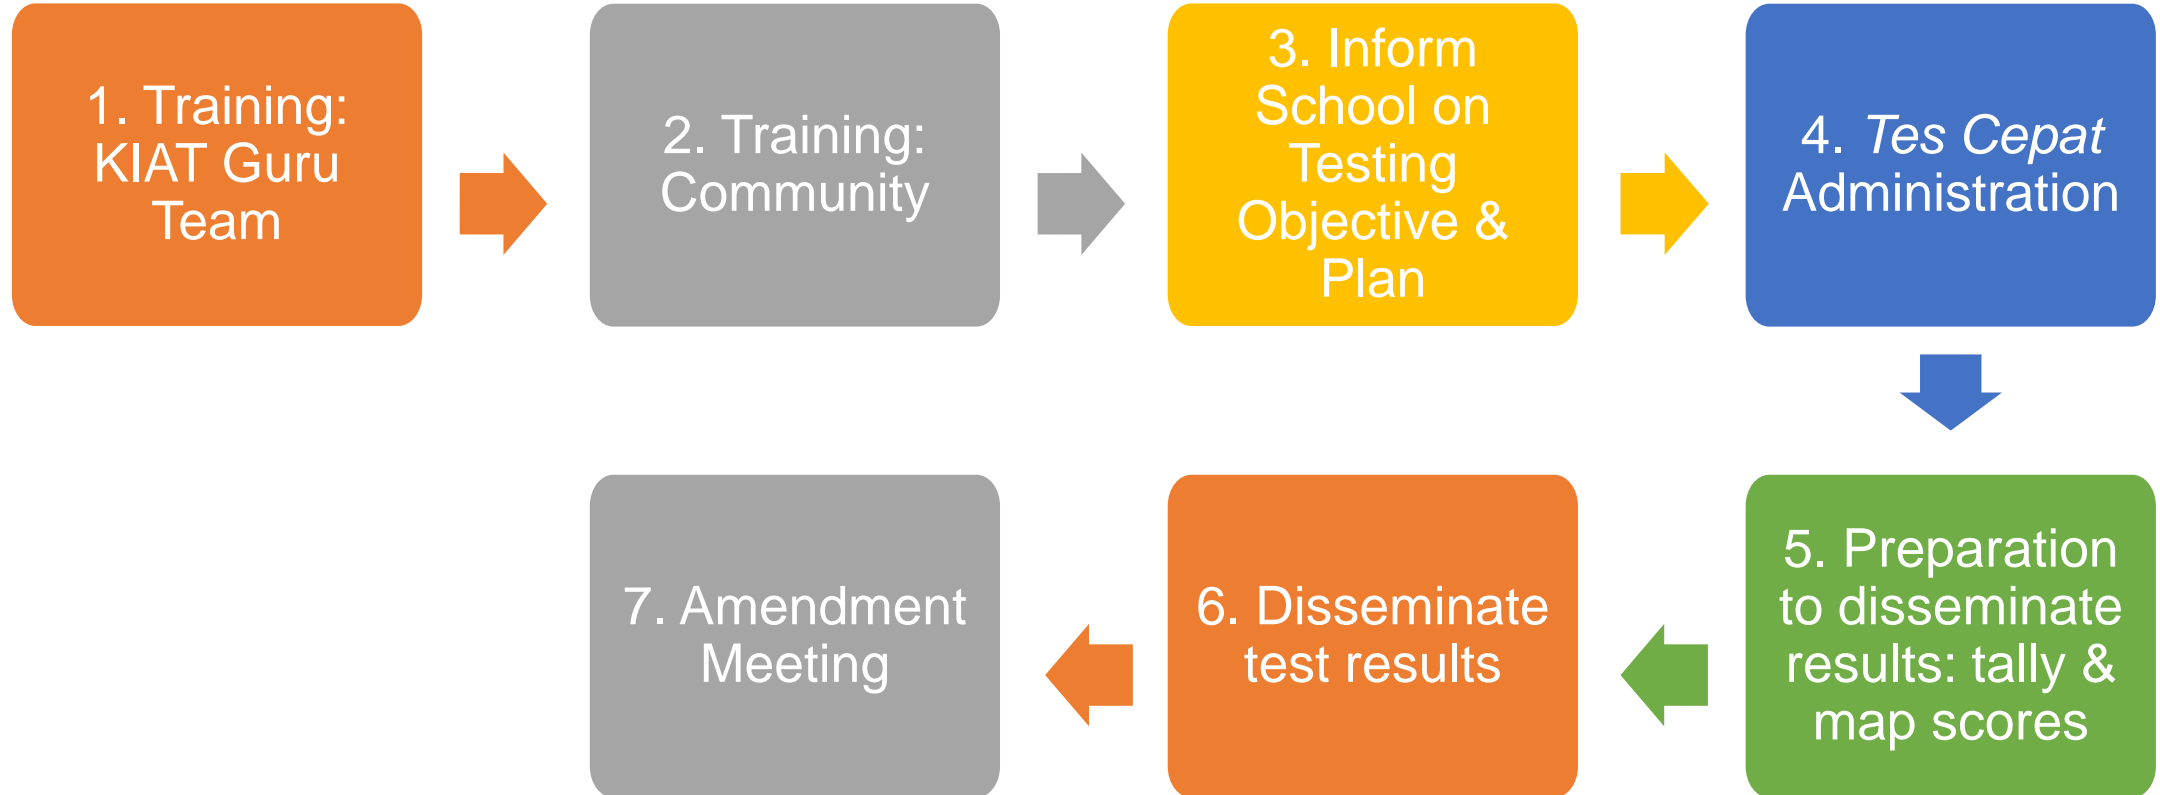 1. Training:
KIAT Guru
Team
2. Training:
Community
3. Inform
School on
Testing
Objective &
Plan
4. Tes Cepat
Administration
5. Preparation
to disseminate
results: tally &
map scores
6. Disseminate
test results
7. Amendment
Meeting